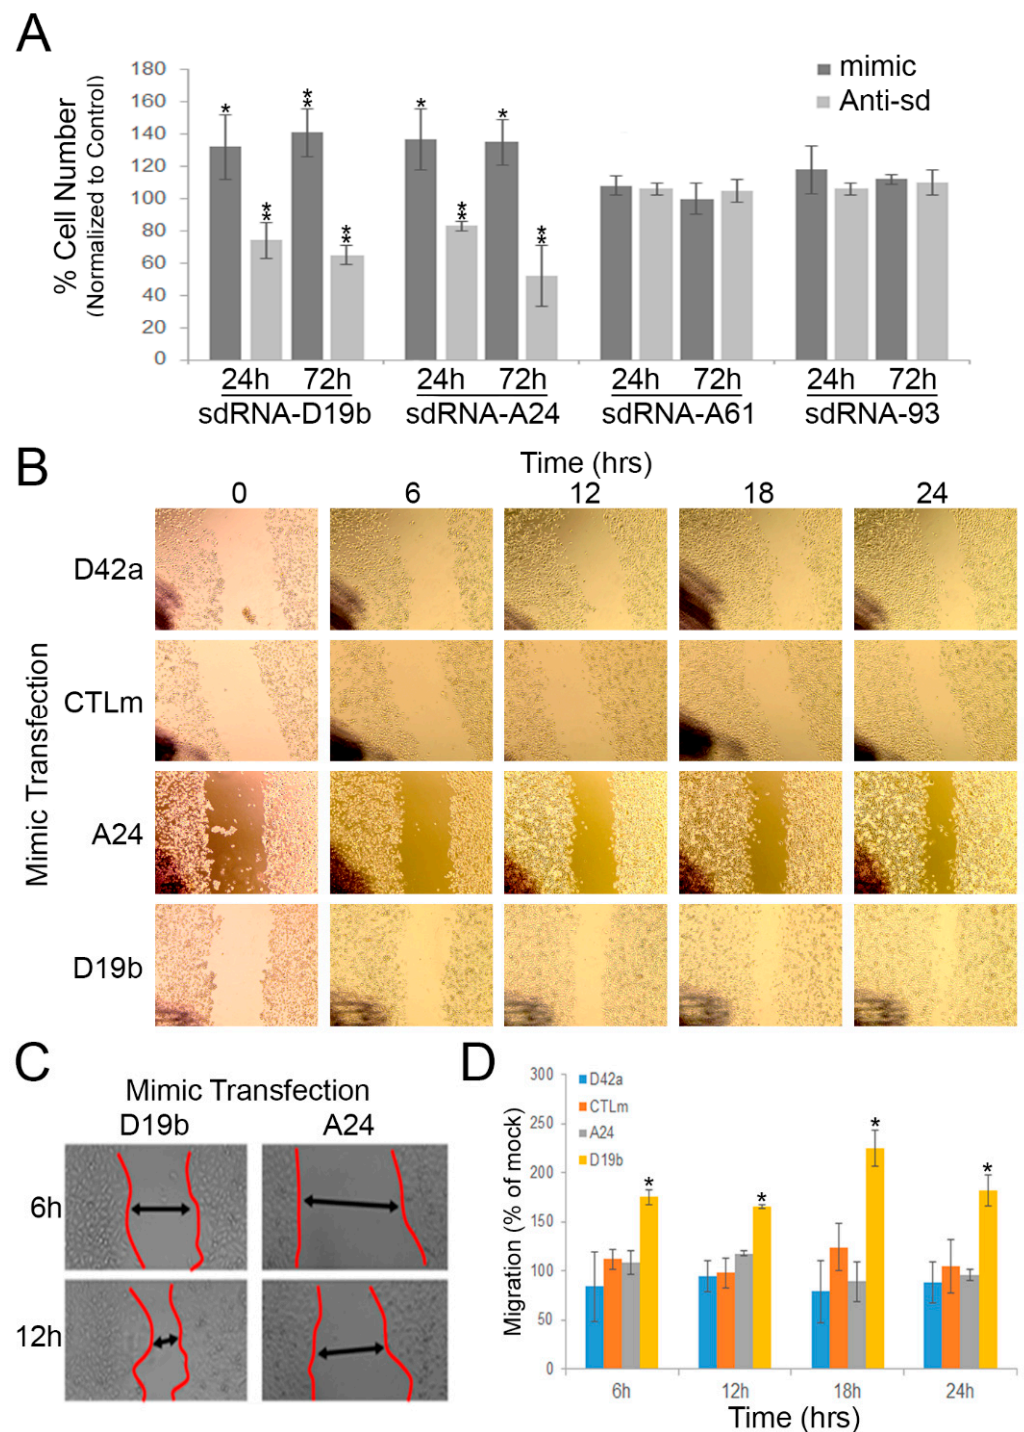 A
180
160
140
120
100
80
60
40
20
0
% Cell Number
(Normalized to Control)
mimic
Anti-sd
* ** ** ** * ** * **
24h 72h 24h 72h 24h 72h 24h 72h
sdRNA-D19b sdRNA-A24 sdRNA-A61 sdRNA-93
B
Time (hrs)
0 6 12 18 24
Mimic Transfection
D42a
CTLm
A24
D19b
C
Mimic Transfection
D19b A24
6h
12h
D
Migration (% of mock)
300
250
200
150
100
50
0
D42a
CTLm
A24
D19b
* * * *
6h 12h 18h 24h
Time (hrs)